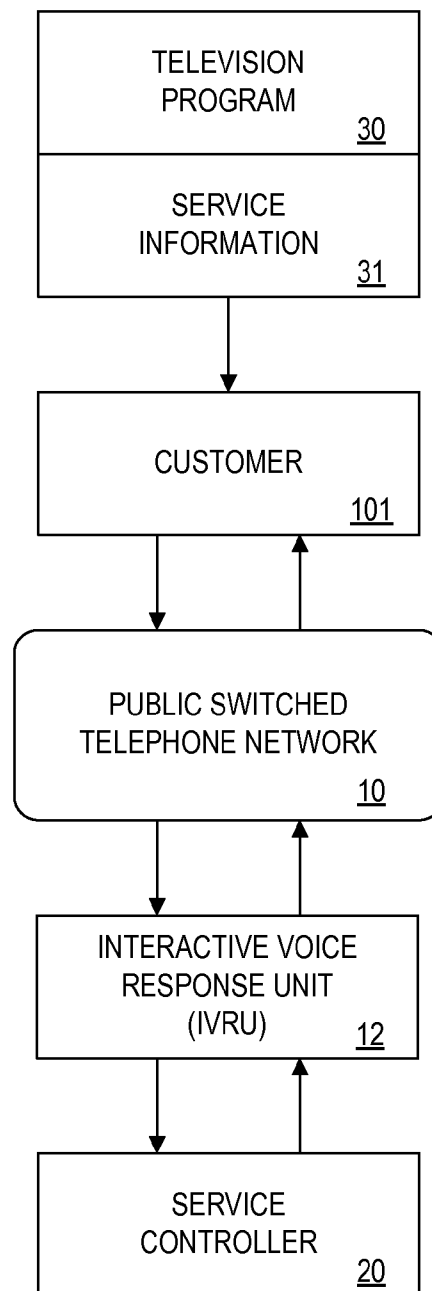 TELEVISION
PROGRAM
30
SERVICE
INFORMATION
31
CUSTOMER
101
PUBLIC SWITCHED
TELEPHONE NETWORK
10
INTERACTIVE VOICE
RESPONSE UNIT
(IVRU)
12
SERVICE
CONTROLLER
20